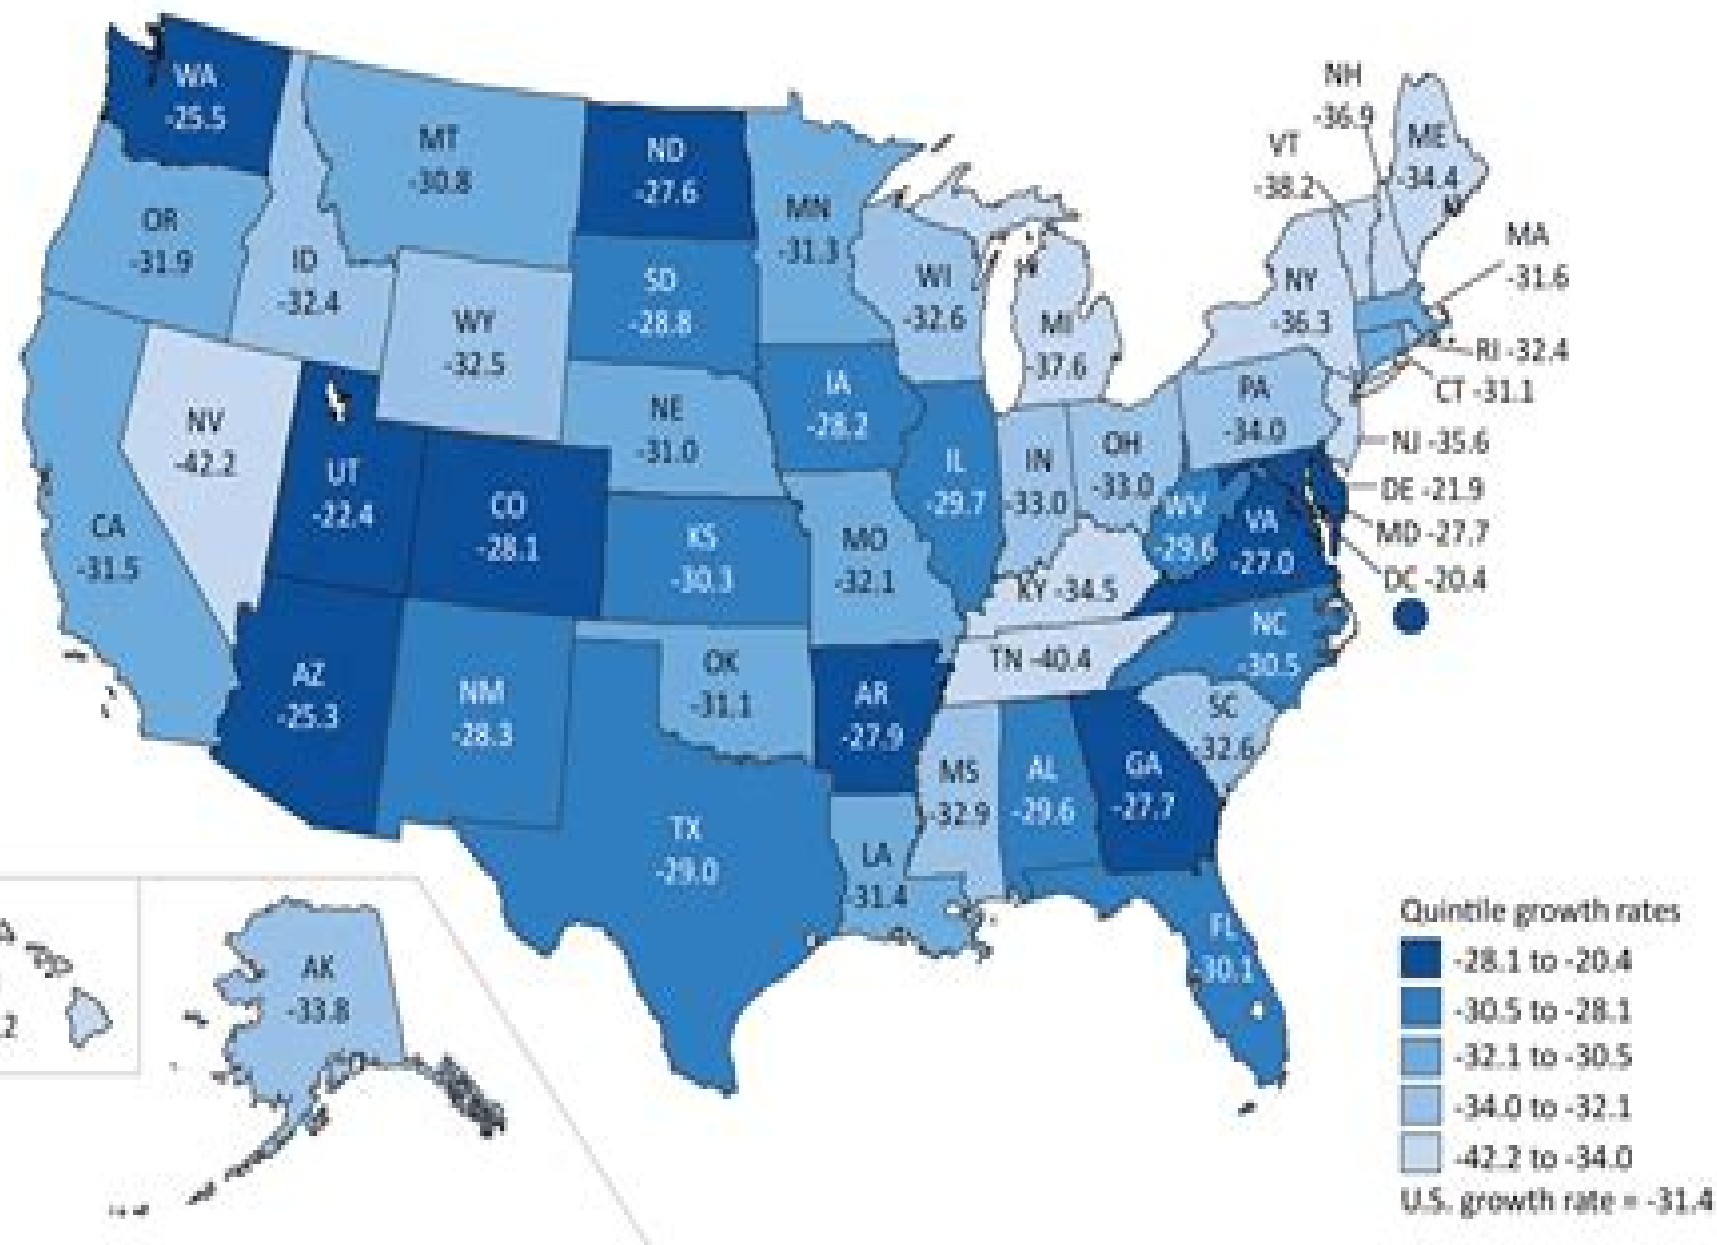 WA
-25.5
MT
-30.8
ND
-27.6
MN
-31.3
OR
-31.9
ID
-32.4
WY
-32.5
SD
-28.8
WI
-32.6
MI
-37.6
NH
-36.9
VT
-38.2
ME
-34.4
NY
-36.3
MA
-31.6
RI -32.4
CT -31.1
NV
-42.2
UT
-22.4
CO
-28.1
NE
-31.0
IA
-28.2
IL
-29.7
IN
-33.0
OH
-33.0
PA
-34.0
NJ -35.6
DE -21.9
MD -27.7
DC -20.4
CA
-31.5
KS
-30.3
MO
-32.1
KY -34.5
WV
-29.6
VA
-27.0
AZ
-25.3
NM
-28.3
OK
-31.1
AR
-27.9
TN -40.4
NC
-30.5
SC
-32.6
TX
-29.0
LA
-31.4
MS
-32.9
AL
-29.6
GA
-27.7
FL
-30.1
AK
-33.8
.2
Quintile growth rates
-28.1 to -20.4
-30.5 to -28.1
-32.1 to -30.5
-34.0 to -32.1
-42.2 to -34.0
U.S. growth rate = -31.4